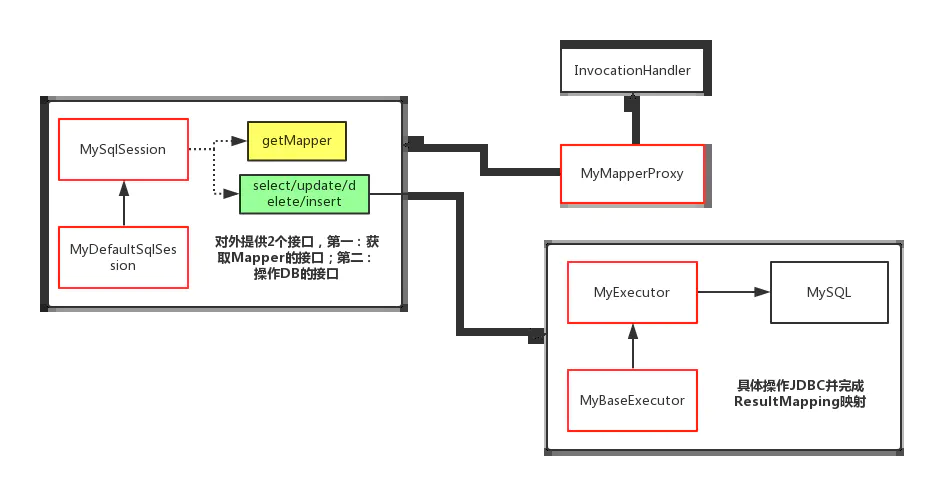 InvocationHandler
MySqlSession
getMapper
MyMapperProxy
select/update/d
elete/insert
MyDefaultSqlSes
sion
对外提供2个接口，第一：获
取Mapper的接口；第二：
操作DB的接口
MyExecutor
MySQL
MyBaseExecutor
具体操作JDBC并完成
ResultMapping映射